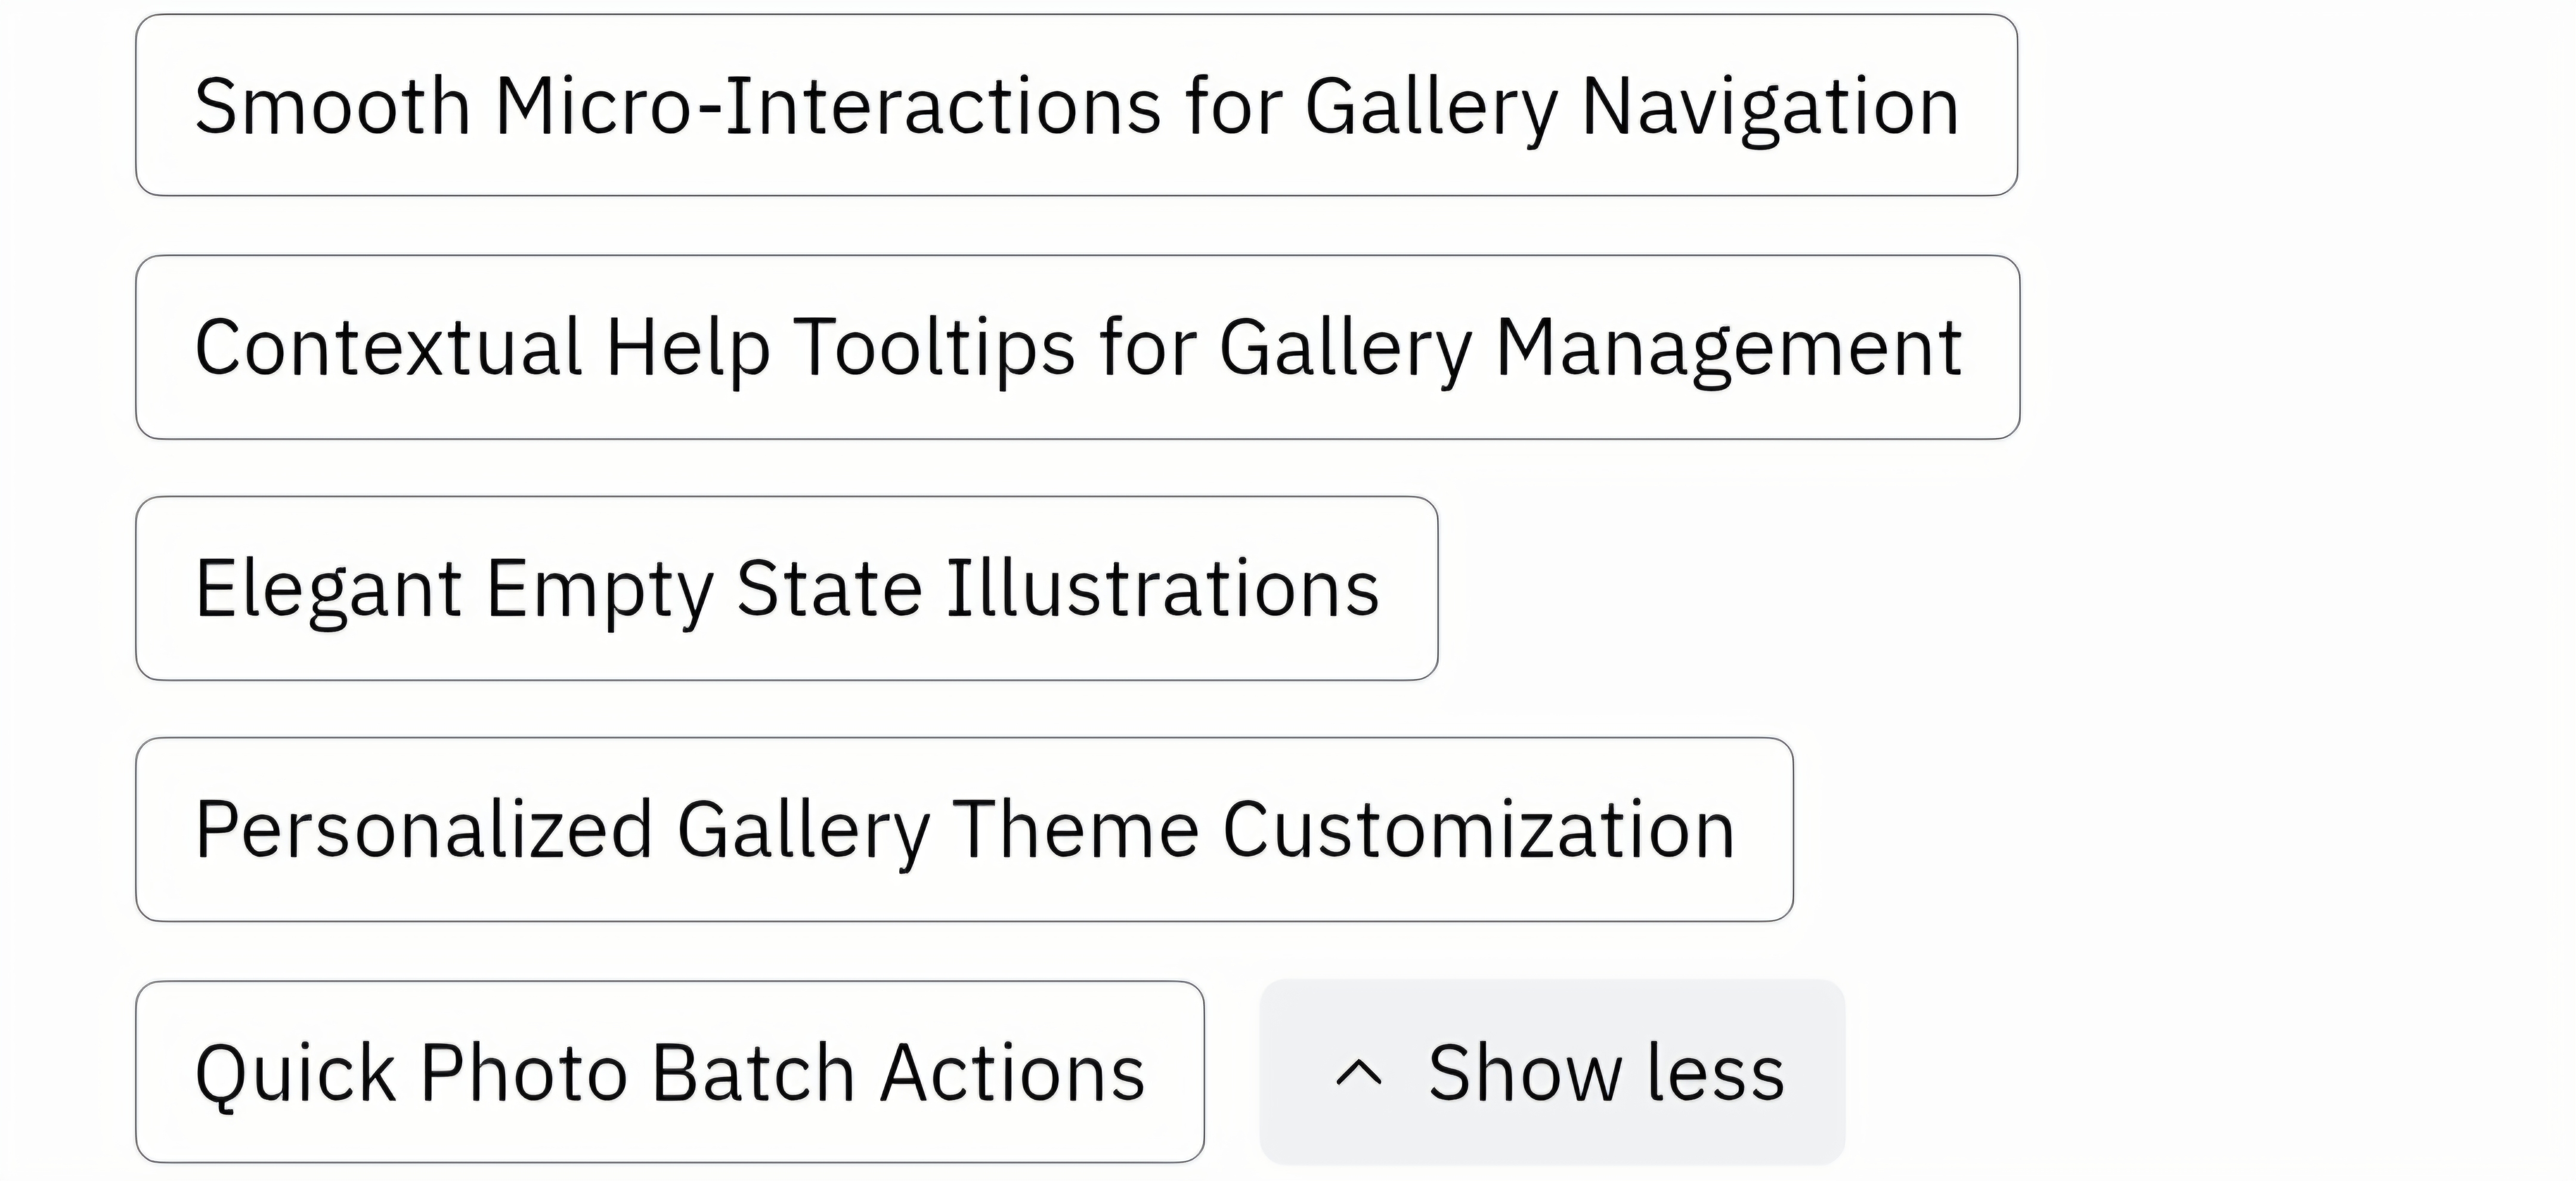 Smooth Micro-Interactions for Gallery Navigation
Contextual Help Tooltips for Gallery Management
Elegant Empty State Illustrations
Personalized Gallery Theme Customization
Quick Photo Batch Actions
Show less